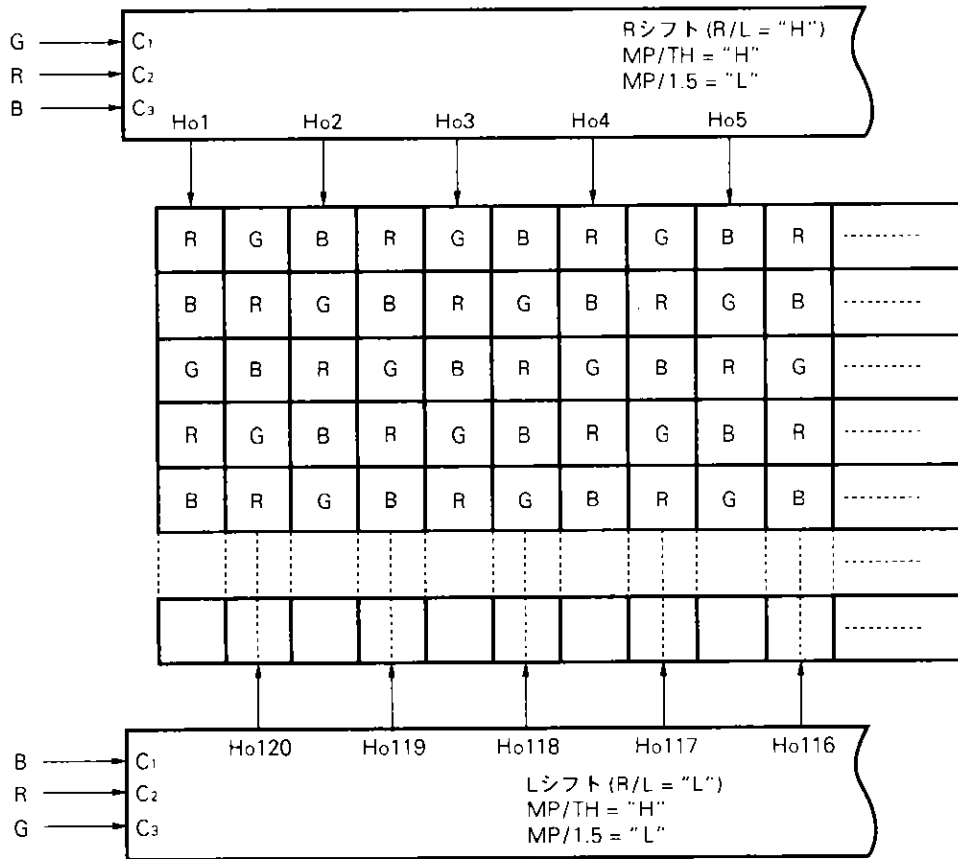 G C₁
R C₂
B C₃
Rシフト (R/L = "H")
MP/TH = "H"
MP/1.5 = "L"
Ho1 Ho2 Ho3 Ho4 Ho5
R G B R G B R G B R
B R G B R G B R G B
G B R G B R G B R G
R G B R G B R G B R
B R G B R G B R G B
Ho120 Ho119 Ho118 Ho117 Ho116
B C₁
R C₂
G C₃
Lシフト (R/L = "L")
MP/TH = "H"
MP/1.5 = "L"